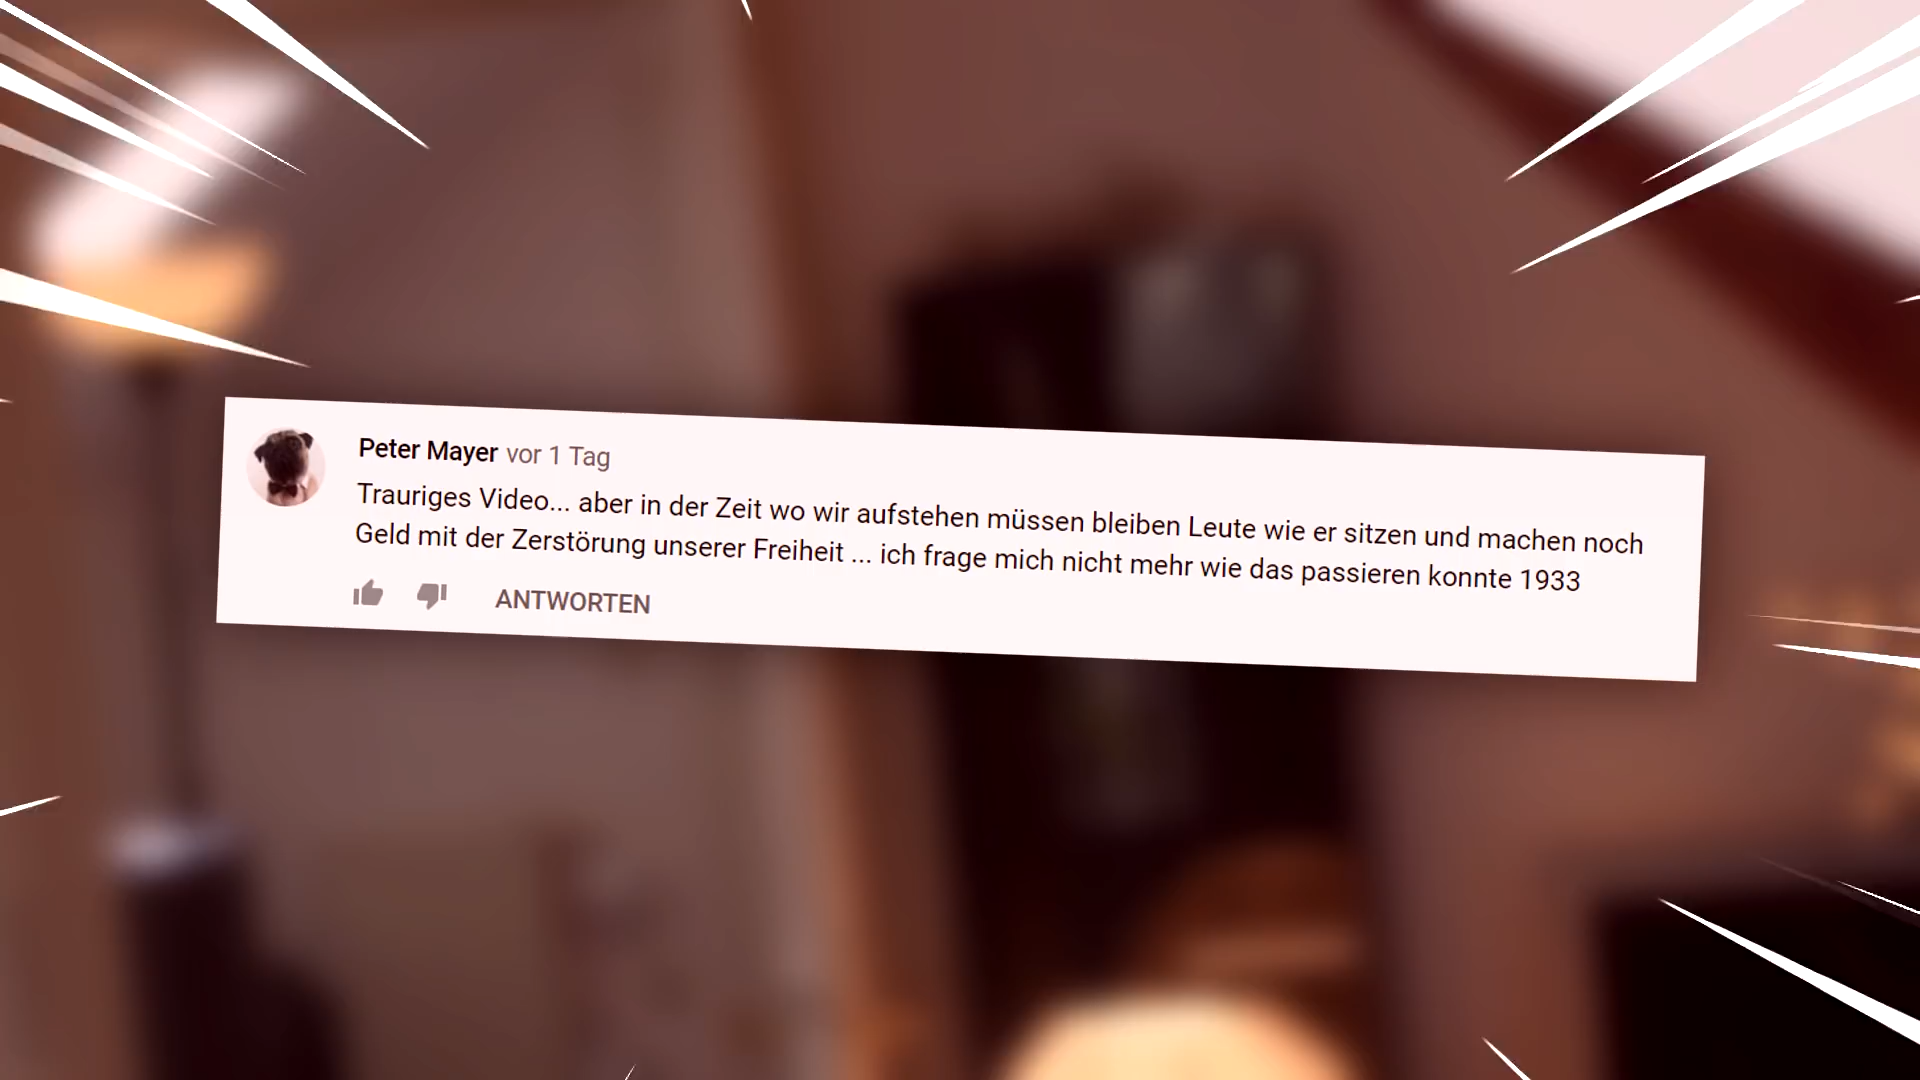 Peter Mayer vor 1 Tag
Trauriges Video... aber in der Zeit wo wir aufstehen müssen bleiben Leute wie er sitzen und machen noch
Geld mit der Zerstörung unserer Freiheit ... ich frage mich nicht mehr wie das passieren konnte 1933
ANTWORTEN